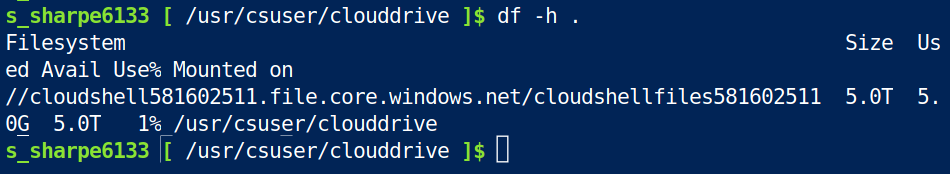 s_sharpe6133 [ /usr/csuser/clouddrive ]$ df -h .
Filesystem                                                            Size  Us
ed Avail Use% Mounted on
//cloudshell581602511.file.core.windows.net/cloudshellfiles581602511  5.0T  5.
0G  5.0T   1% /usr/csuser/clouddrive
s_sharpe6133 [ /usr/csuser/clouddrive ]$